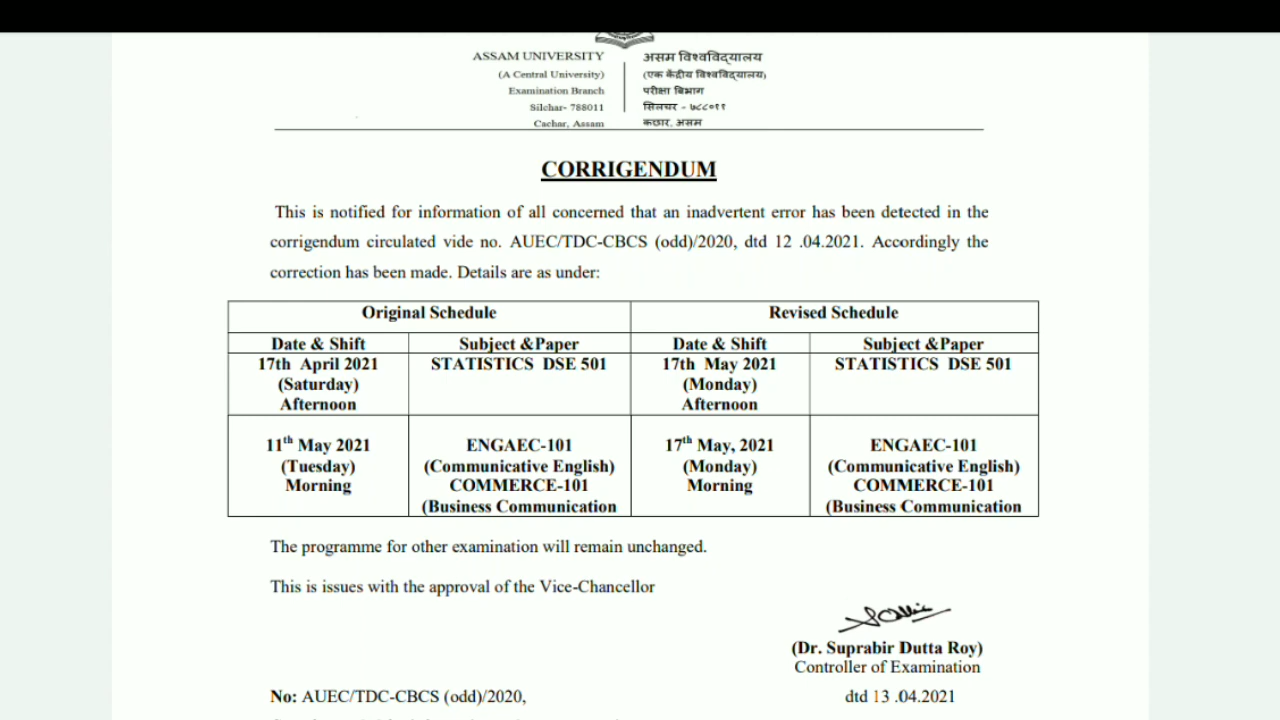 ASSAM UNIVERSITY
(A Central University)
Examination Branch
Silchar- 788011
Cachar, Assam
असम विश्वविद्यालय
(एक केंद्रीय विश्वविद्यालय)
परीक्षा विभाग
सिलचर - ७८८०११
कछार, असम
CORRIGENDUM
This is notified for information of all concerned that an inadvertent error has been detected in the
corrigendum circulated vide no. AUEC/TDC-CBCS (odd)/2020, dtd 12 .04.2021. Accordingly the
correction has been made. Details are as under:
Original Schedule Revised Schedule
Date & Shift Subject &Paper Date & Shift Subject &Paper
17th April 2021 STATISTICS DSE 501 17th May 2021 STATISTICS DSE 501
(Saturday) (Monday)
Afternoon Afternoon
11th May 2021 ENGAEC-101 17th May, 2021 ENGAEC-101
(Tuesday) (Communicative English) (Monday) (Communicative English)
Morning COMMERCE-101 Morning COMMERCE-101
(Business Communication (Business Communication
The programme for other examination will remain unchanged.
This is issues with the approval of the Vice-Chancellor
(Dr. Suprabir Dutta Roy)
Controller of Examination
No: AUEC/TDC-CBCS (odd)/2020, dtd 13 .04.2021